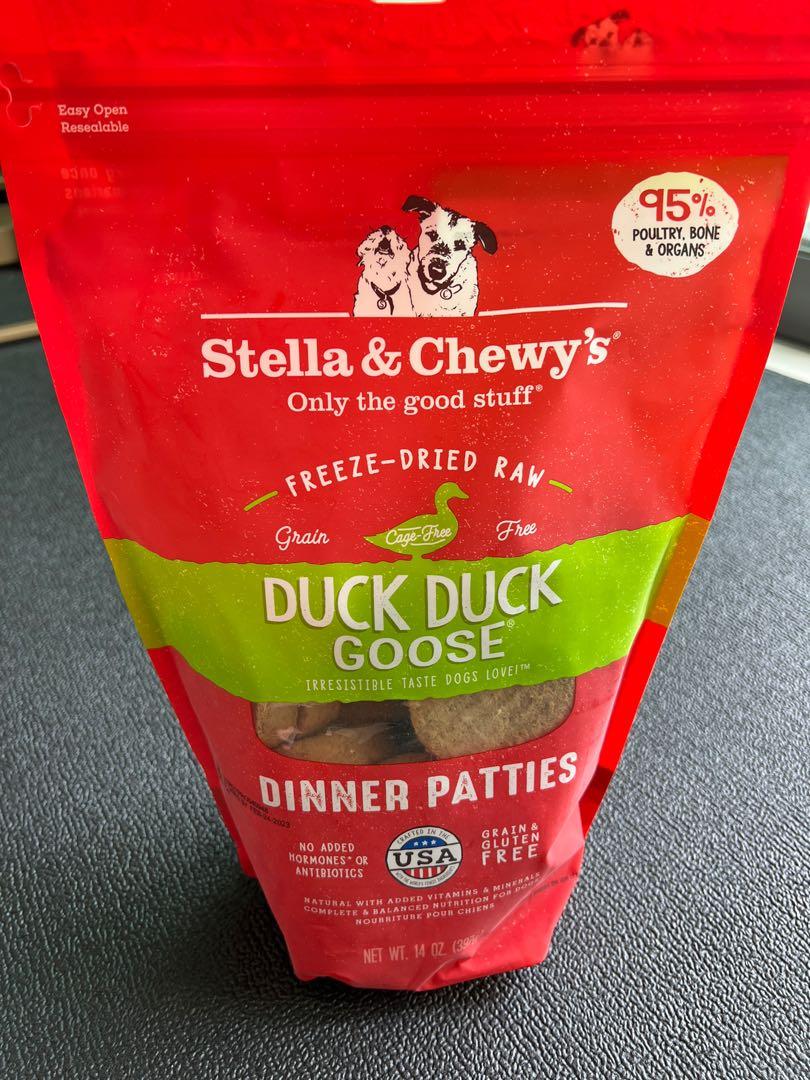 Easy Open
Resealable
95%
POULTRY, BONE
& ORGANS
Stella & Chewy's®
Only the good stuff®
FREEZE-DRIED RAW
Grain Cage-Free Free
DUCK DUCK
GOOSE®
IRRESISTIBLE TASTE DOGS LOVE!™
DINNER PATTIES
NO ADDED
HORMONES* OR
ANTIBIOTICS
CRAFTED IN THE
USA
GRAIN &
GLUTEN
FREE
NATURAL WITH ADDED VITAMINS & MINERALS
COMPLETE & BALANCED NUTRITION FOR
NOURRITURE POUR CHIENS
NET WT. 14 OZ.